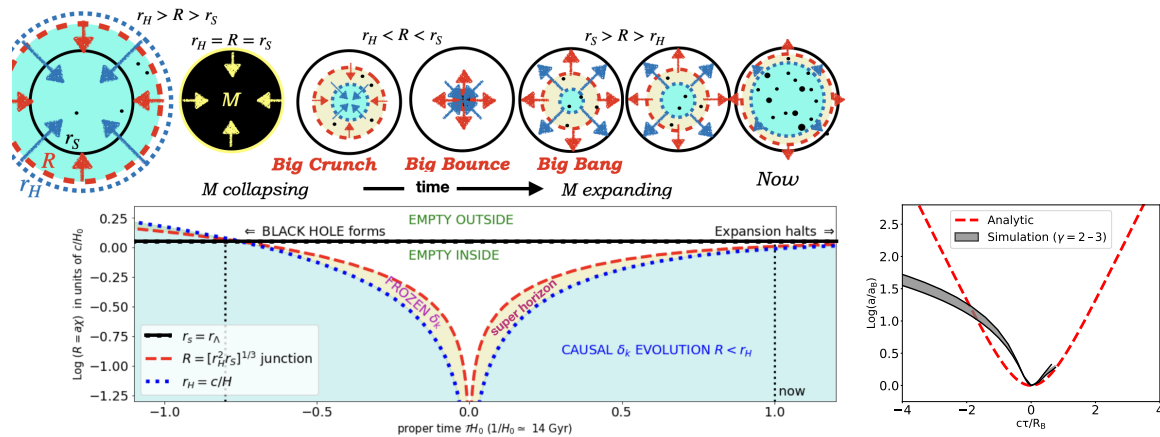 r_H > R > r_S
r_H = R = r_S
r_H < R < r_S
r_S > R > r_H
M
r_S
R
r_H
Big Crunch
Big Bounce
Big Bang
Now
M collapsing
time
M expanding
Log (R = aχ) in units of c/H₀
0.25
0.00
−0.25
−0.50
−0.75
−1.00
−1.25
EMPTY OUTSIDE
⇐ BLACK HOLE forms
Expansion halts ⇒
EMPTY INSIDE
FROZEN δ_k
super horizon
CAUSAL δ_k EVOLUTION R < r_H
r_s = r_Λ
R = [r_H² r_S]^1/3 junction
r_H = c/H
now
−1.0
−0.5
0.0
0.5
1.0
proper time 𝜏H₀ (1/H₀ ≃ 14 Gyr)
Log(a/a_B)
2.5
2.0
1.5
1.0
0.5
0.0
Analytic
Simulation (γ = 2 – 3)
−4
−2
0
2
4
cτ/R_B